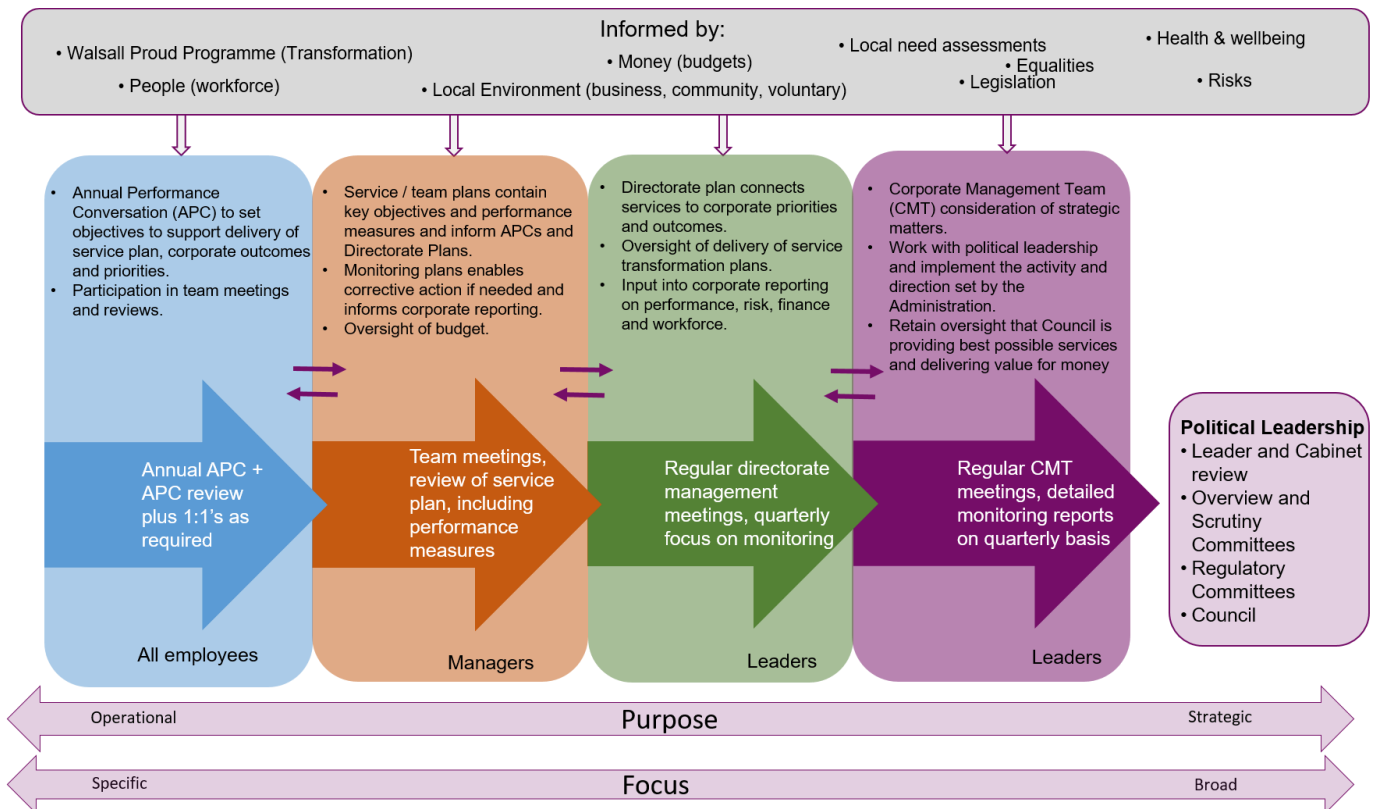 Informed by:
• Walsall Proud Programme (Transformation)
• People (workforce)
• Money (budgets)
• Local Environment (business, community, voluntary)
• Local need assessments
• Equalities
• Legislation
• Health & wellbeing
• Risks
• Annual Performance
Conversation (APC) to set
objectives to support delivery of
service plan, corporate outcomes
and priorities.
• Participation in team meetings
and reviews.
Annual APC +
APC review
plus 1:1's as
required
All employees
• Service / team plans contain
key objectives and performance
measures and inform APCs and
Directorate Plans.
• Monitoring plans enables
corrective action if needed and
informs corporate reporting.
• Oversight of budget.
Team meetings,
review of service
plan, including
performance
measures
Managers
• Directorate plan connects
services to corporate priorities
and outcomes.
• Oversight of delivery of service
transformation plans.
• Input into corporate reporting
on performance, risk, finance
and workforce.
Regular directorate
management
meetings, quarterly
focus on monitoring
Leaders
• Corporate Management Team
(CMT) consideration of strategic
matters.
• Work with political leadership
and implement the activity and
direction set by the
Administration.
• Retain oversight that Council is
providing best possible services
and delivering value for money
Regular CMT
meetings, detailed
monitoring reports
on quarterly basis
Leaders
Political Leadership
• Leader and Cabinet
review
• Overview and
Scrutiny
Committees
• Regulatory
Committees
• Council
Operational Purpose Strategic
Specific Focus Broad